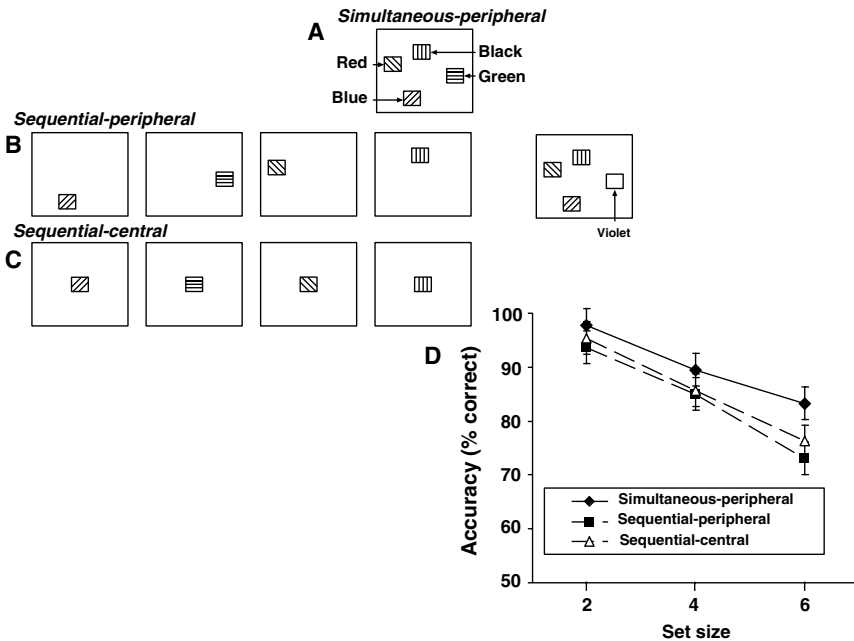 Simultaneous-peripheral
A
Red
Black
Green
Blue
Sequential-peripheral
B
Violet
Sequential-central
C
D
Accuracy (% correct)
100
90
80
70
60
50
Simultaneous-peripheral
Sequential-peripheral
Sequential-central
2 4 6
Set size